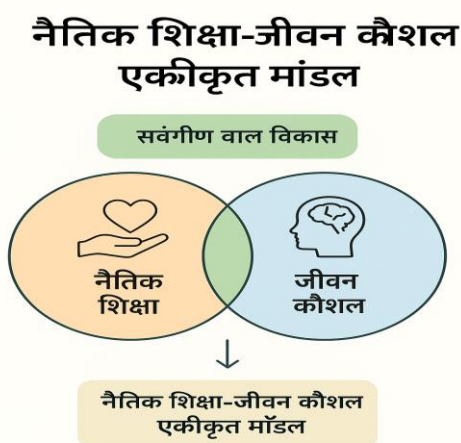 नैतिक शिक्षा-जीवन कौशल
एकीकृत मांडल
सवंगीण वाल विकास
नैतिक
शिक्षा
जीवन
कौशल
नैतिक शिक्षा-जीवन कौशल
एकीकृत मॉडल